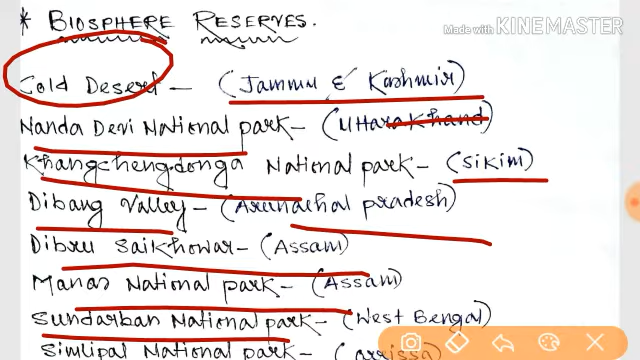 * BIOSPHERE RESERVES.
Made with KINEMASTER
Cold Desert - (Jammu & Kashmir)
Nanda Devi National park - (Uttarakhand)
Khangchengdonga National park - (Sikim)
Dibang Valley - (Arunachal pradesh)
Dibru Saikhowar - (Assam)
Manas National park - (Assam)
Sundarban National park - (West Bengal)
Simlipal National park - (orrissa)